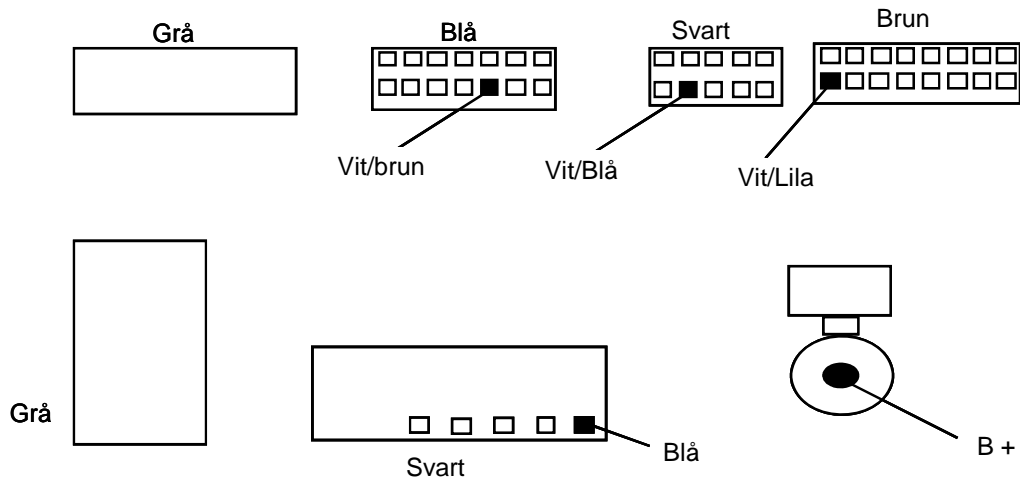 Grå
Blå
Svart
Brun
Vit/brun
Vit/Blå
Vit/Lila
Grå
Svart
Blå
B +